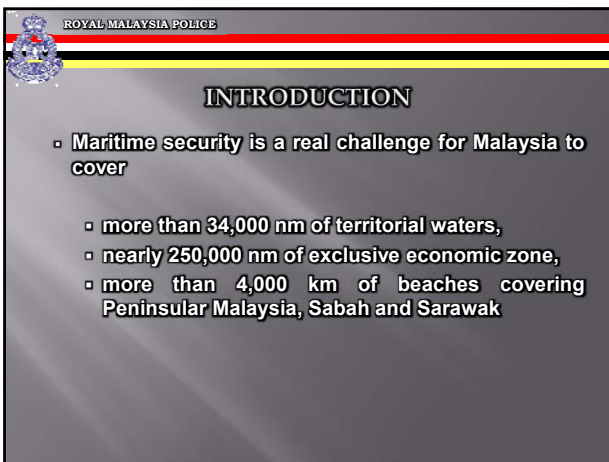 ROYAL MALAYSIA POLICE
INTRODUCTION
▪ Maritime security is a real challenge for Malaysia to
cover
▪ more than 34,000 nm of territorial waters,
▪ nearly 250,000 nm of exclusive economic zone,
▪ more than 4,000 km of beaches covering
Peninsular Malaysia, Sabah and Sarawak